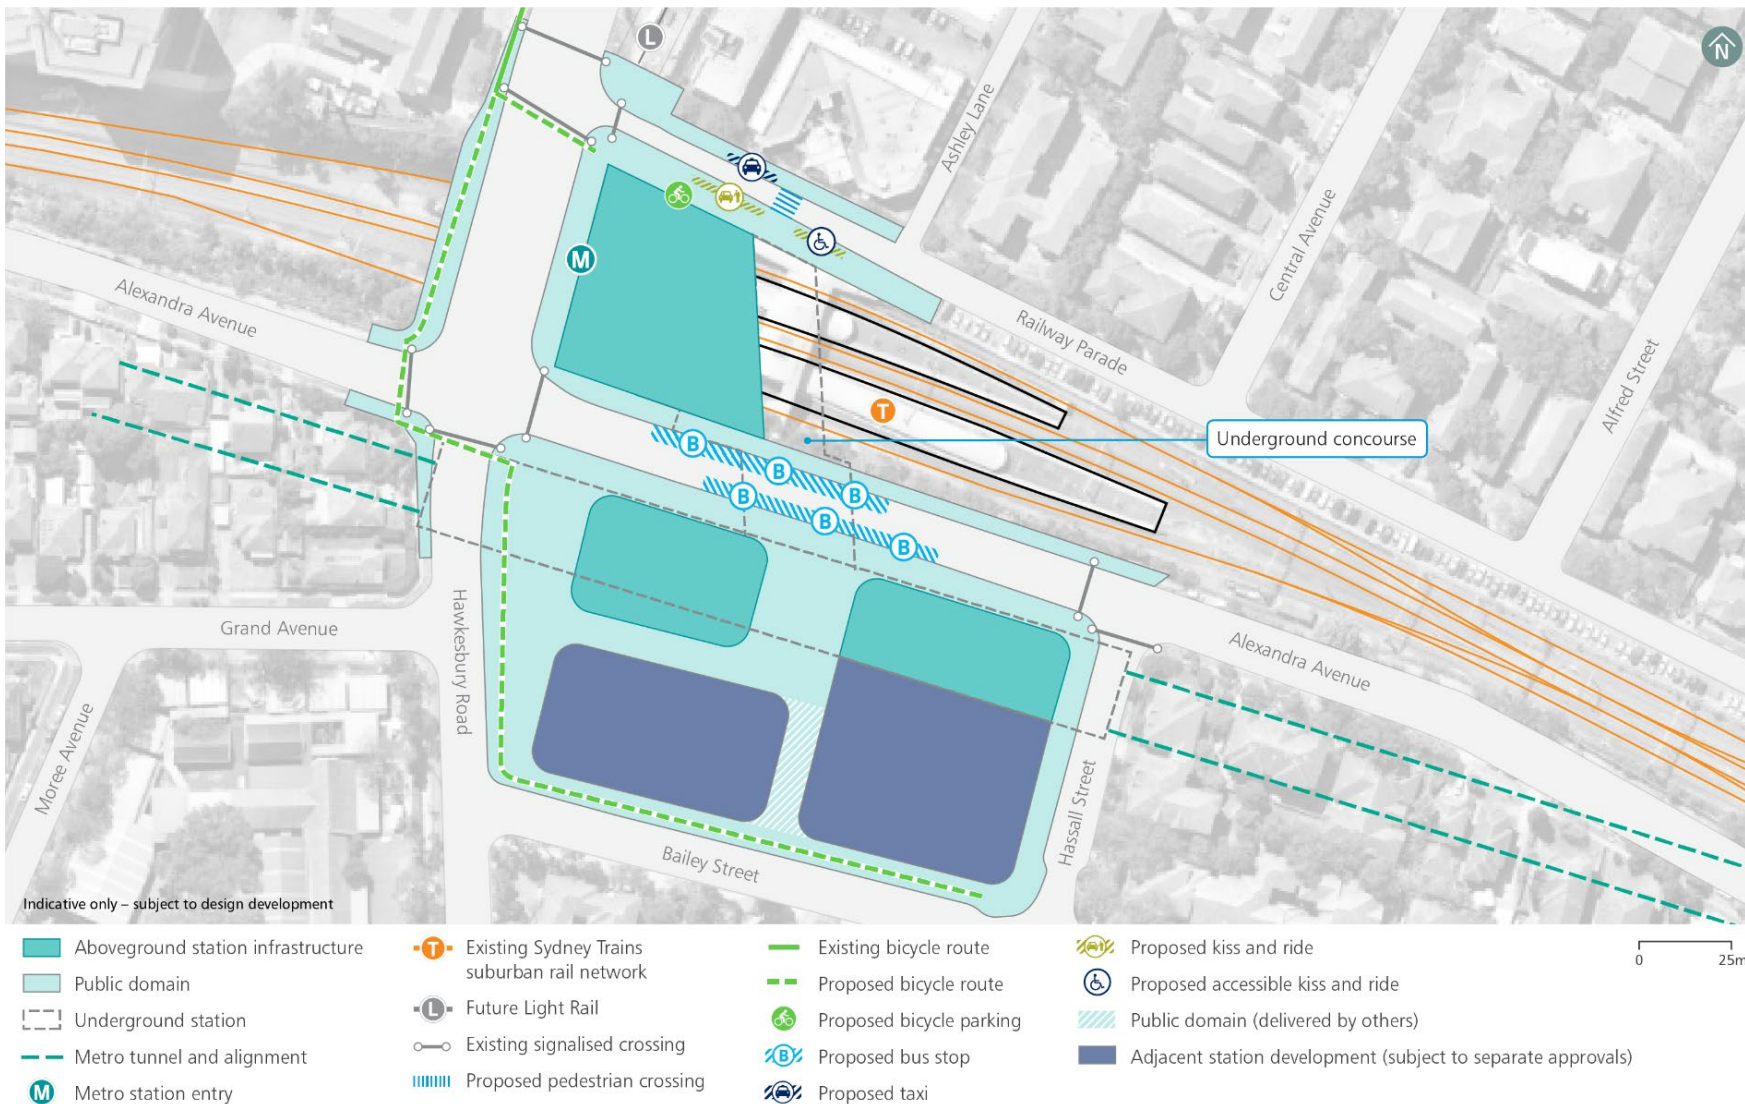 L
N
Ashley Lane
Central Avenue
M
Alexandra Avenue
Railway Parade
Alfred Street
T
Underground concourse
B
B
B
B
B
B
Grand Avenue
Hawkesbury Road
Alexandra Avenue
Moree Avenue
Hassall Street
Bailey Street
Indicative only – subject to design development
Aboveground station infrastructure
Public domain
Underground station
Metro tunnel and alignment
M Metro station entry
T Existing Sydney Trains
suburban rail network
L Future Light Rail
Existing signalised crossing
Proposed pedestrian crossing
Existing bicycle route
Proposed bicycle route
Proposed bicycle parking
B Proposed bus stop
Proposed taxi
Proposed kiss and ride
Proposed accessible kiss and ride
Public domain (delivered by others)
Adjacent station development (subject to separate approvals)
0 25m